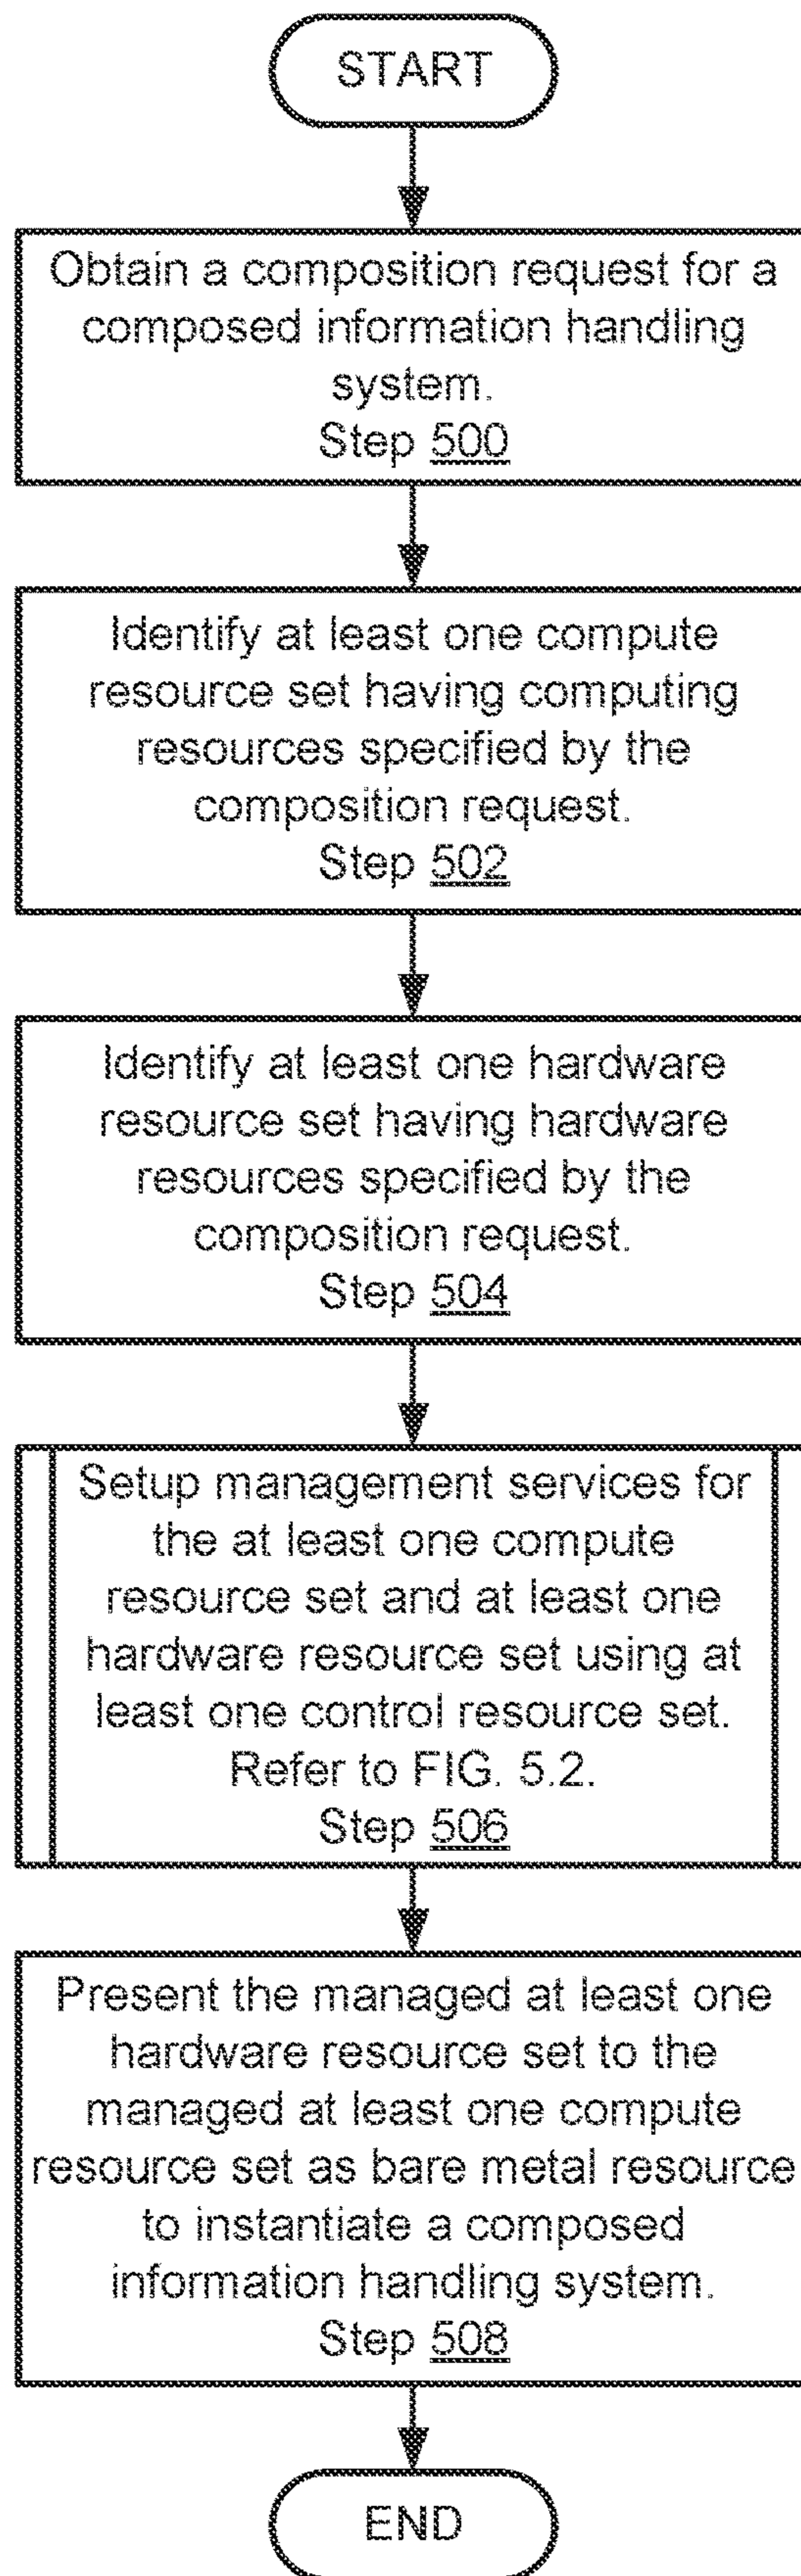 START
Obtain a composition request for a
composed information handling
system.
Step 500
Identify at least one compute
resource set having computing
resources specified by the
composition request.
Step 502
Identify at least one hardware
resource set having hardware
resources specified by the
composition request.
Step 504
Setup management services for
the at least one compute
resource set and at least one
hardware resource set using at
least one control resource set.
Refer to FIG. 5.2.
Step 506
Present the managed at least one
hardware resource set to the
managed at least one compute
resource set as bare metal resource
to instantiate a composed
information handling system.
Step 508
END